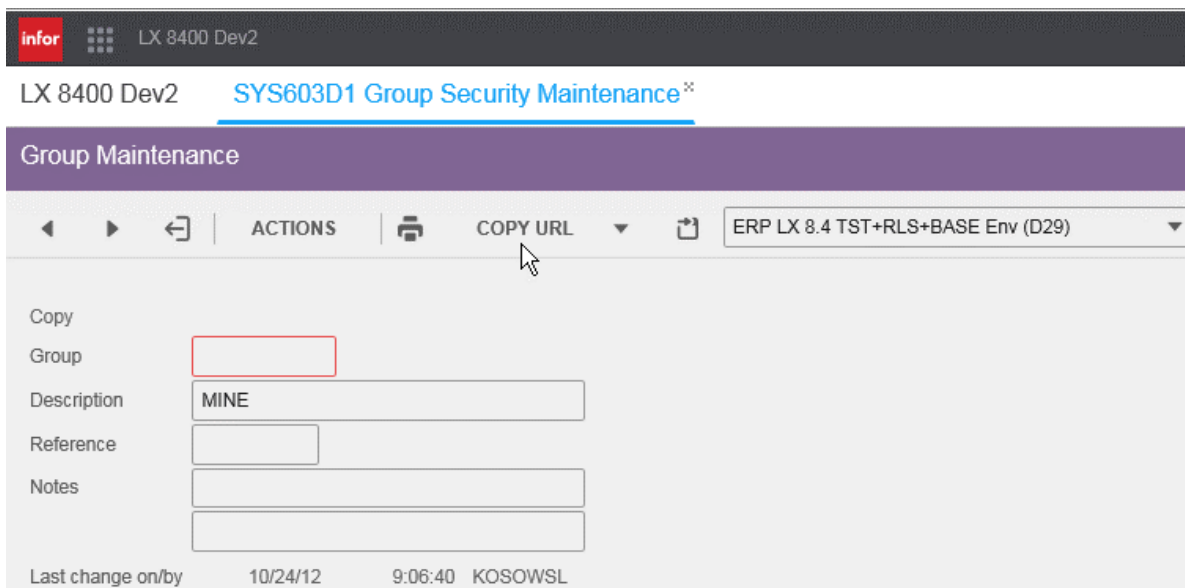 infor LX 8400 Dev2
LX 8400 Dev2 SYS603D1 Group Security Maintenance
Group Maintenance
ACTIONS COPY URL ERP LX 8.4 TST+RLS+BASE Env (D29)
Copy
Group
Description MINE
Reference
Notes
Last change on/by 10/24/12 9:06:40 KOSOWSL